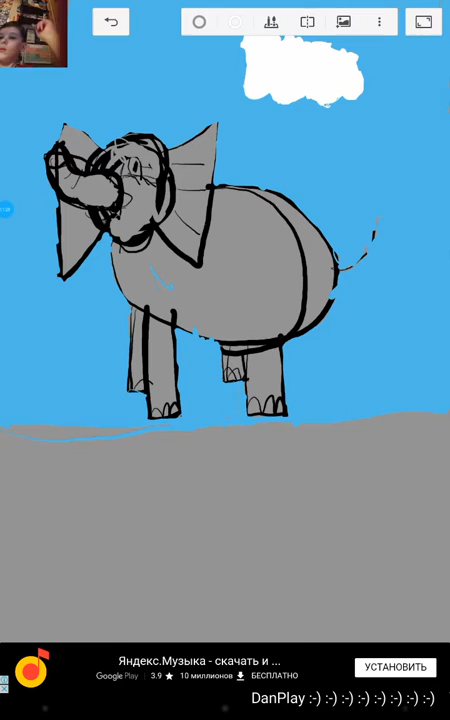 Яндекс.Музыка - скачать и ...
Google Play 3.9 ★ 10 миллионов БЕСПЛАТНО
УСТАНОВИТЬ
DanPlay :-) :-) :-) :-) :-) :-) :-) :-)